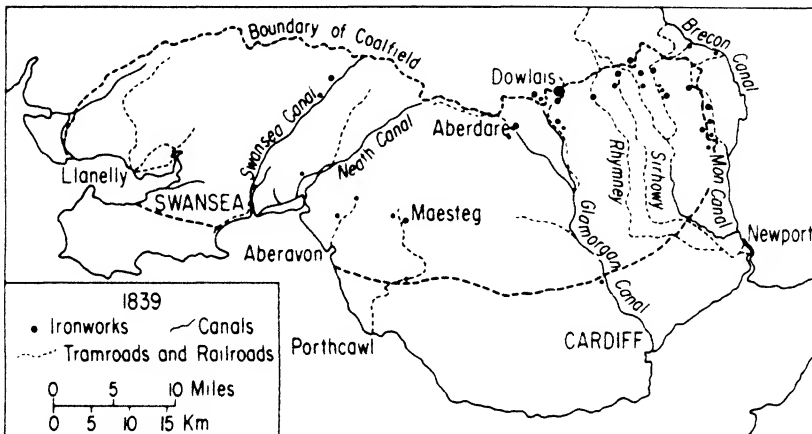 Boundary of Coalfield
Brecon Canal
Dowlais
Swansea Canal
Neath Canal
Aberdare
Llanelly
SWANSEA
Rhymney
Sirhowy
Mon Canal
Maesteg
Glamorgan Canal
Newport
Aberavon
Porthcawl
CARDIFF
1839
Ironworks
Canals
Tramroads and Railroads
0 5 10 Miles
0 5 10 15 Km